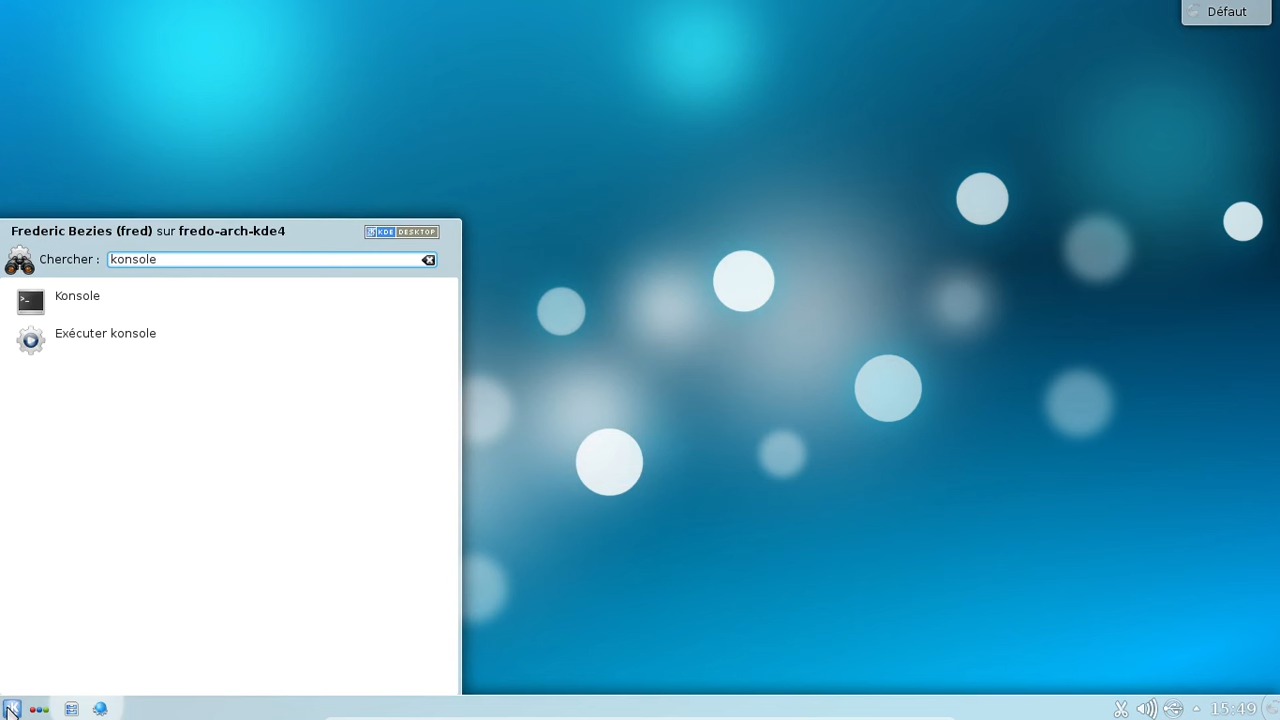 Défaut
Frederic Bezies (fred) sur fredo-arch-kde4
KDE DESKTOP
Chercher : konsole
Konsole
Exécuter konsole
15:49